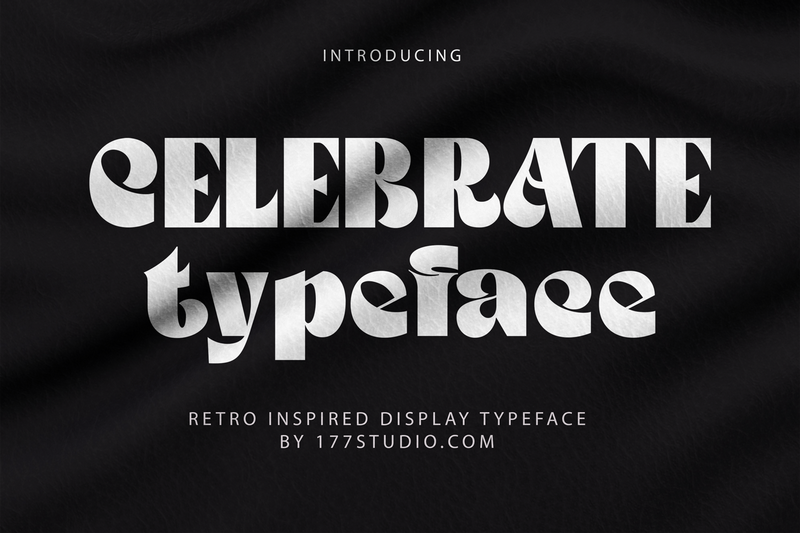 INTRODUCING
CELEBRATE
typeface
RETRO INSPIRED DISPLAY TYPEFACE
BY 177STUDIO.COM